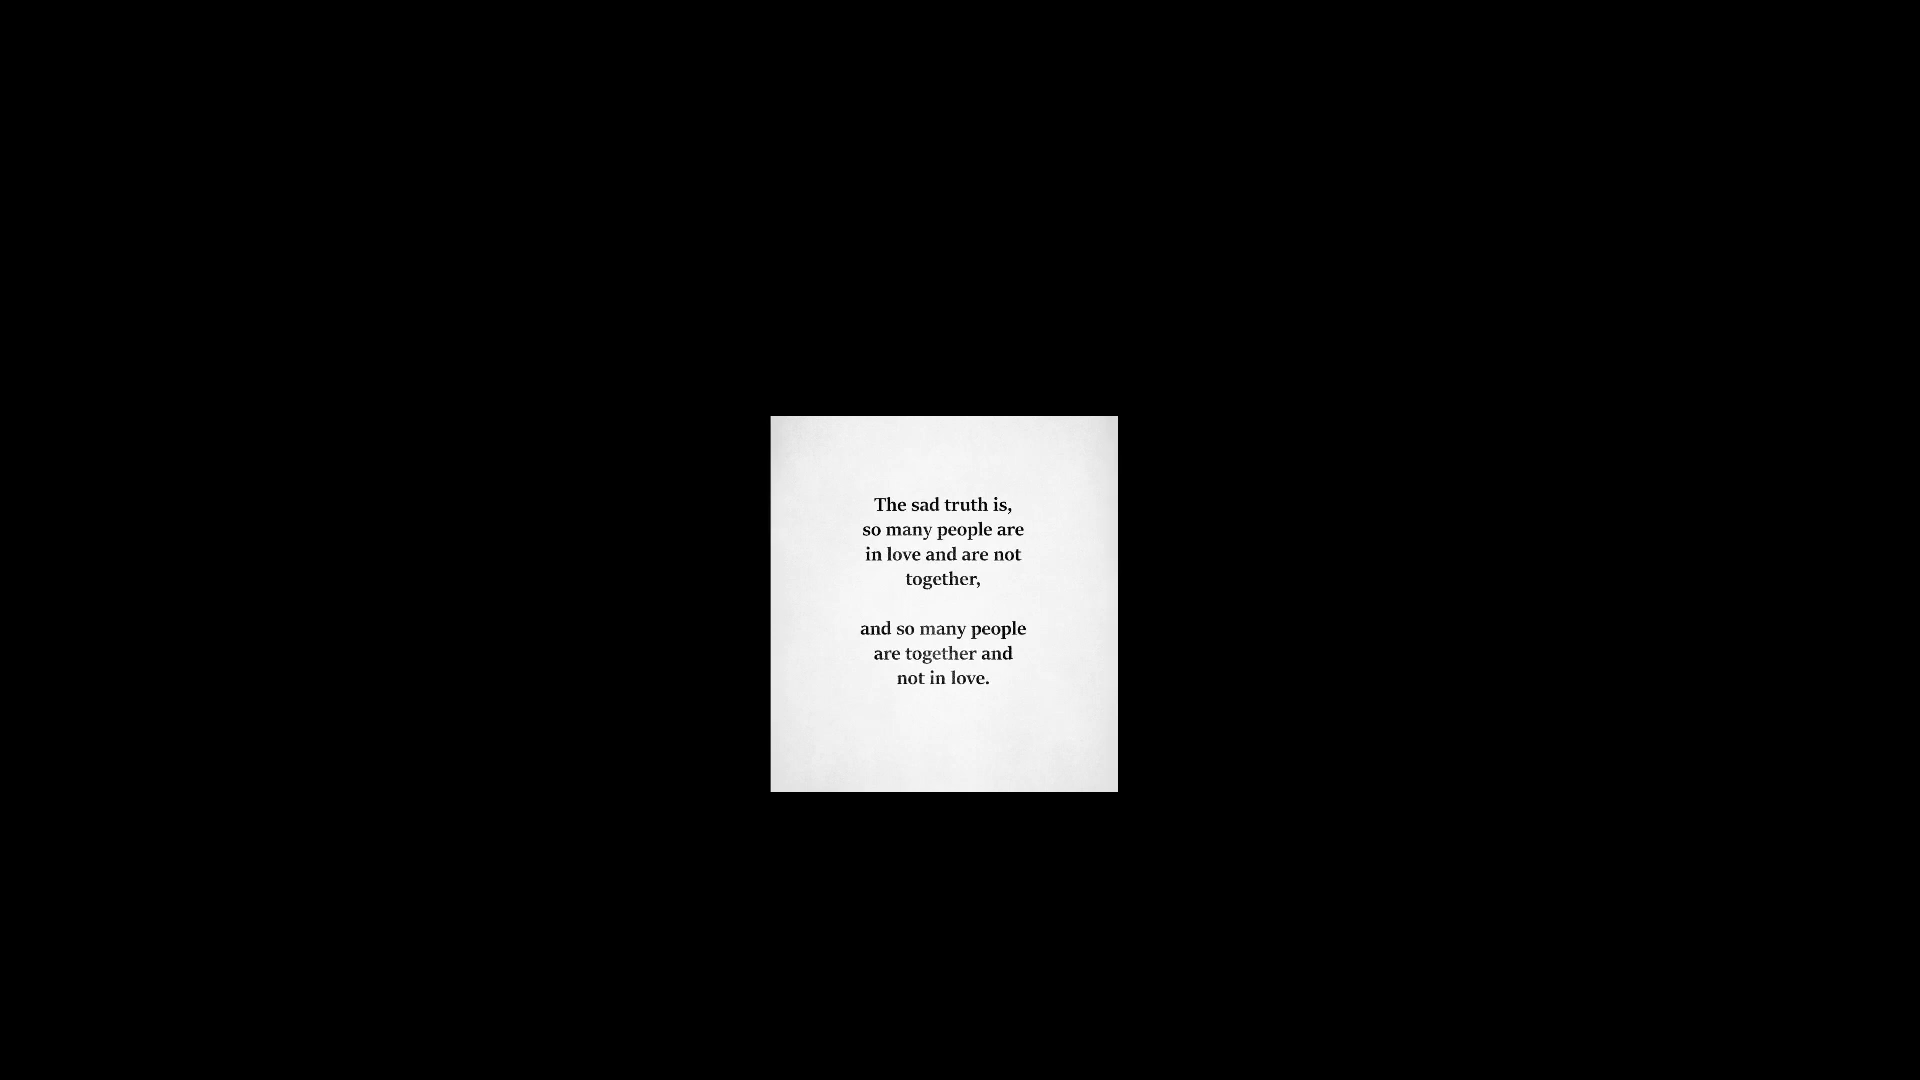 The sad truth is,
so many people are
in love and are not
together,
and so many people
are together and
not in love.